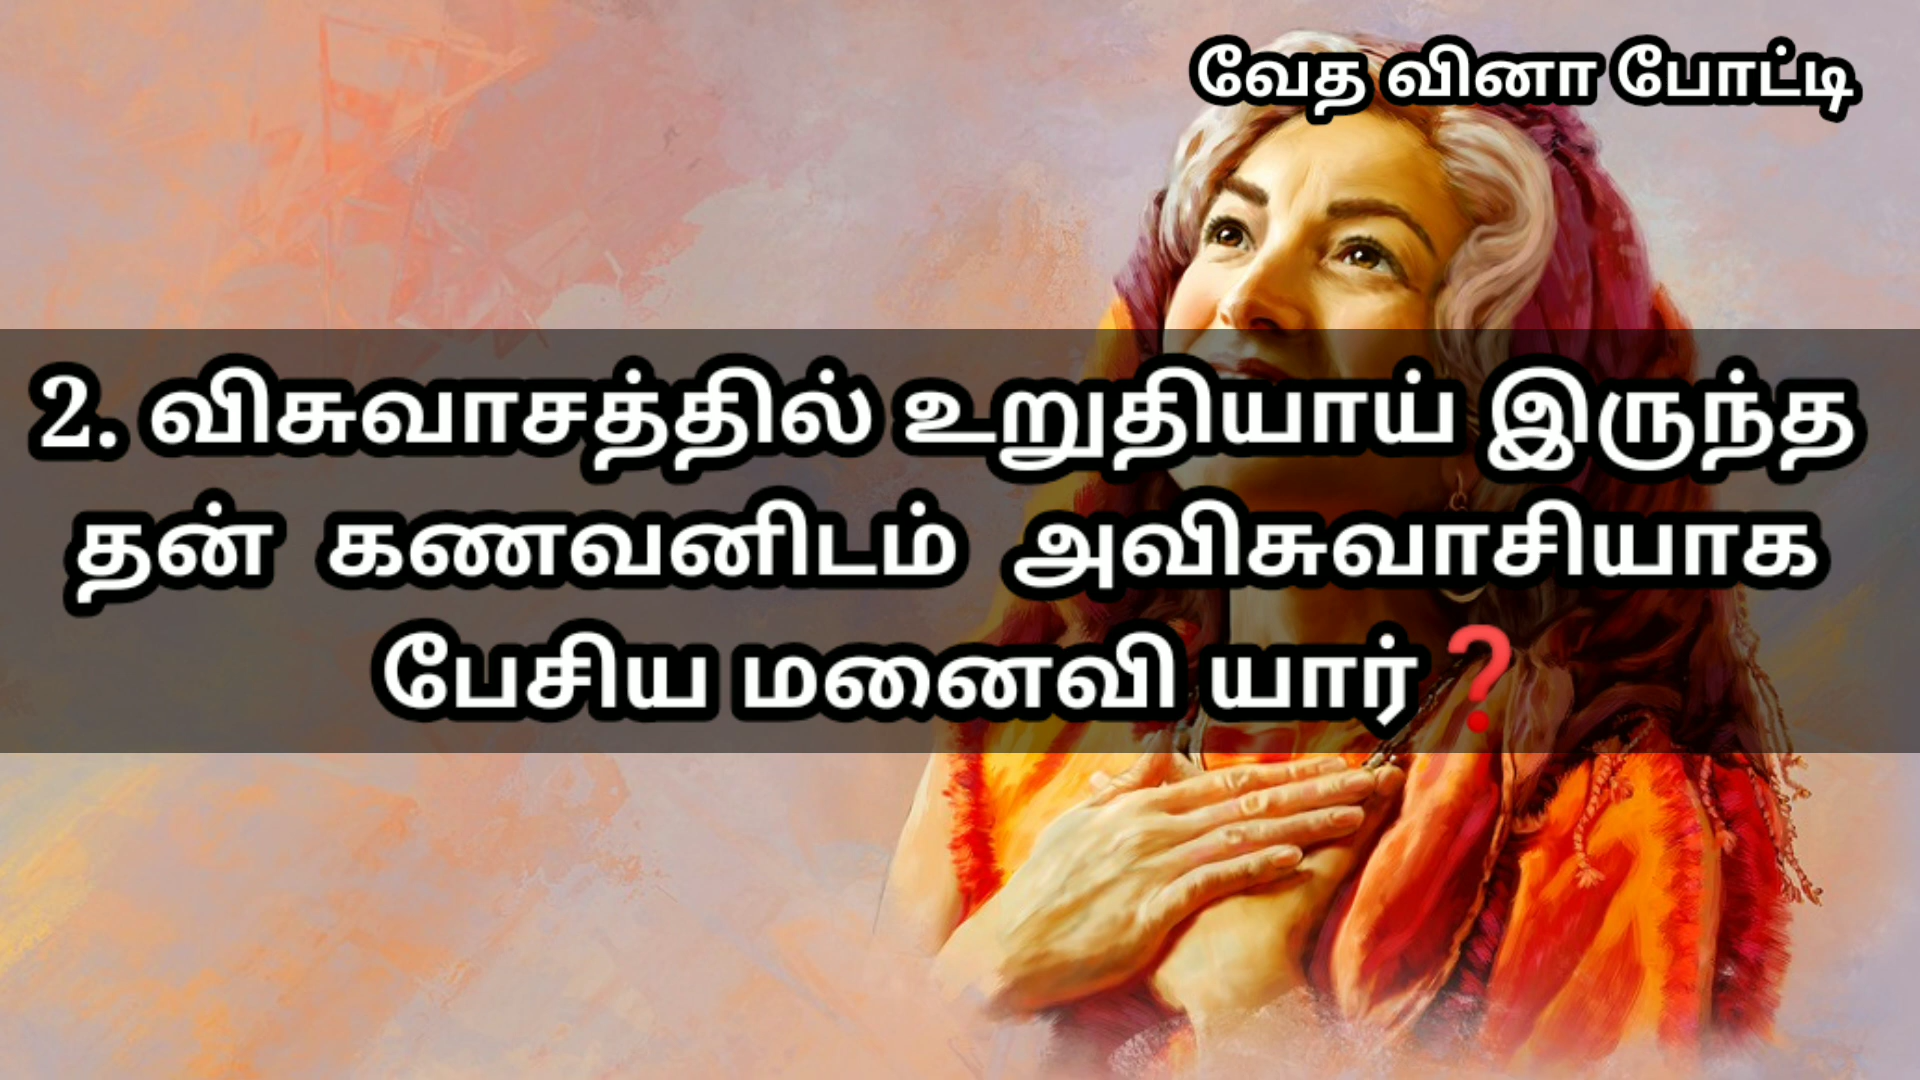 வேத வினா போட்டி
2. விசுவாசத்தில் உறுதியாய் இருந்த
தன் கணவனிடம் அவிசுவாசியாக
பேசிய மனைவி யார்❓